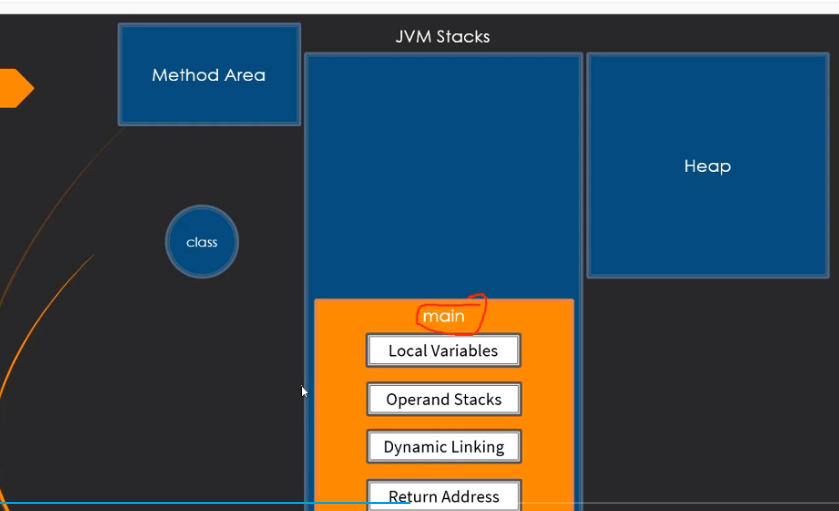 JVM Stacks
Method Area
Heap
class
main
Local Variables
Operand Stacks
Dynamic Linking
Return Address